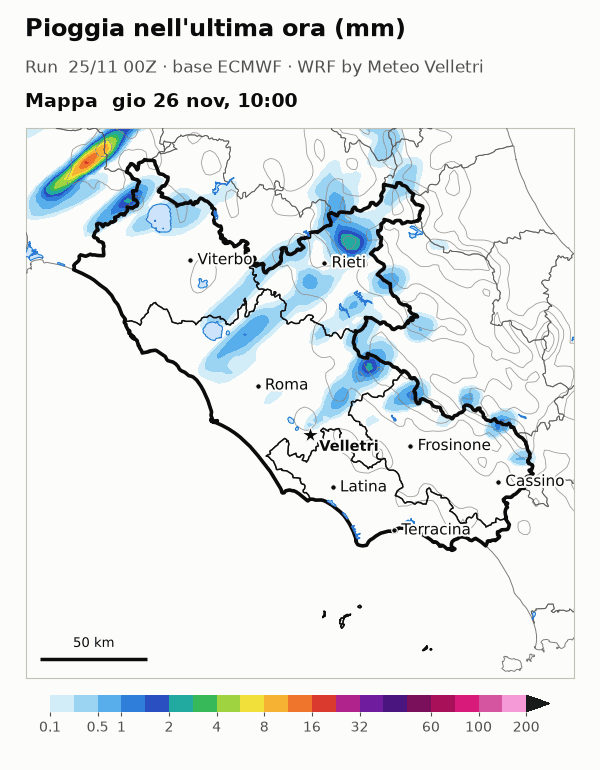 Pioggia nell'ultima ora (mm)
Run  25/11 00Z · base ECMWF · WRF by Meteo Velletri
Mappa  gio 26 nov, 10:00
Viterbo
Rieti
Roma
Velletri
Frosinone
Cassino
Latina
Terracina
50 km
0.1 0.5 1 2 4 8 16 32 60 100 200